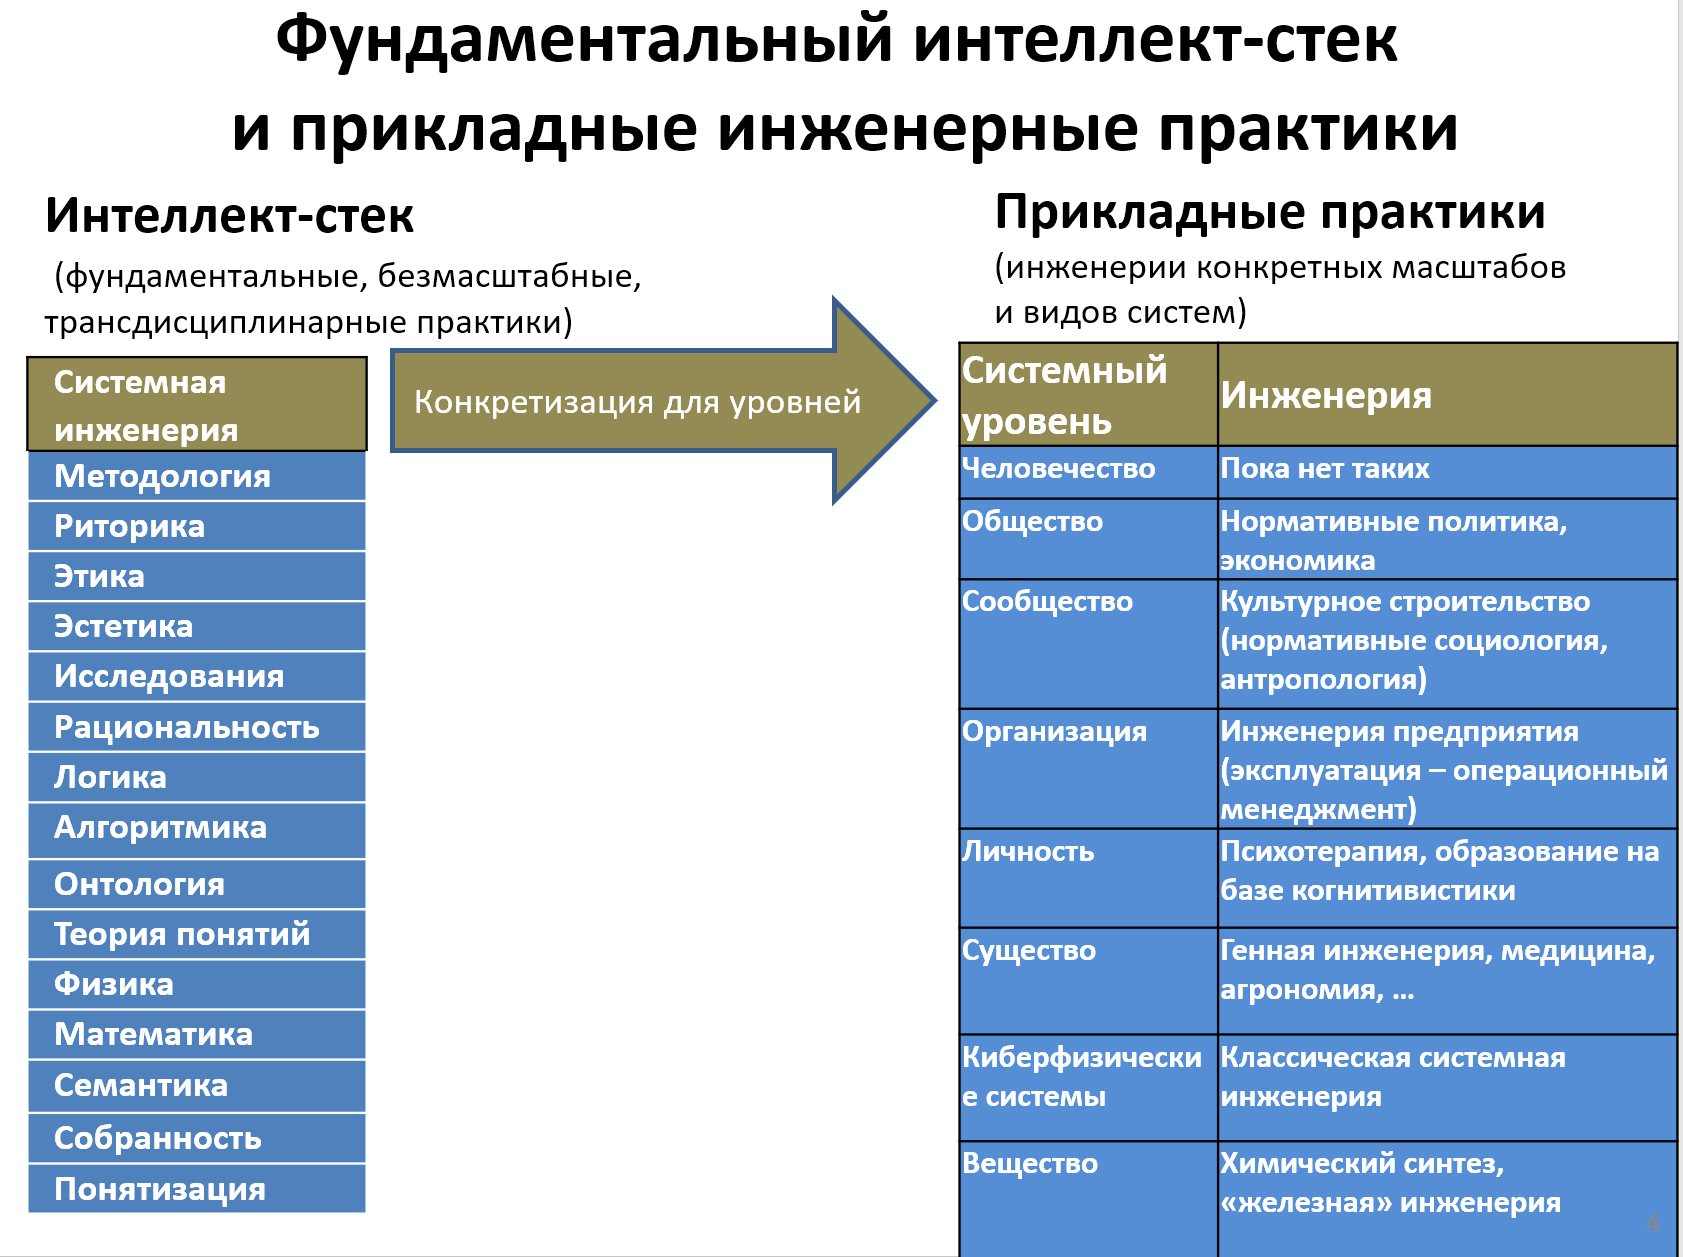 Фундаментальный интеллект-стек
и прикладные инженерные практики
Интеллект-стек
(фундаментальные, безмасштабные,
трансдисциплинарные практики)
Системная
инженерия
Методология
Риторика
Этика
Эстетика
Исследования
Рациональность
Логика
Алгоритмика
Онтология
Теория понятий
Физика
Математика
Семантика
Собранность
Понятизация
Конкретизация для уровней
Прикладные практики
(инженерии конкретных масштабов
и видов систем)
Системный
уровень
Инженерия
Человечество
Пока нет таких
Общество
Нормативные политика,
экономика
Сообщество
Культурное строительство
(нормативные социология,
антропология)
Организация
Инженерия предприятия
(эксплуатация – операционный
менеджмент)
Личность
Психотерапия, образование на
базе когнитивистики
Существо
Генная инженерия, медицина,
агрономия, ...
Киберфизически
е системы
Классическая системная
инженерия
Вещество
Химический синтез,
«железная» инженерия
4